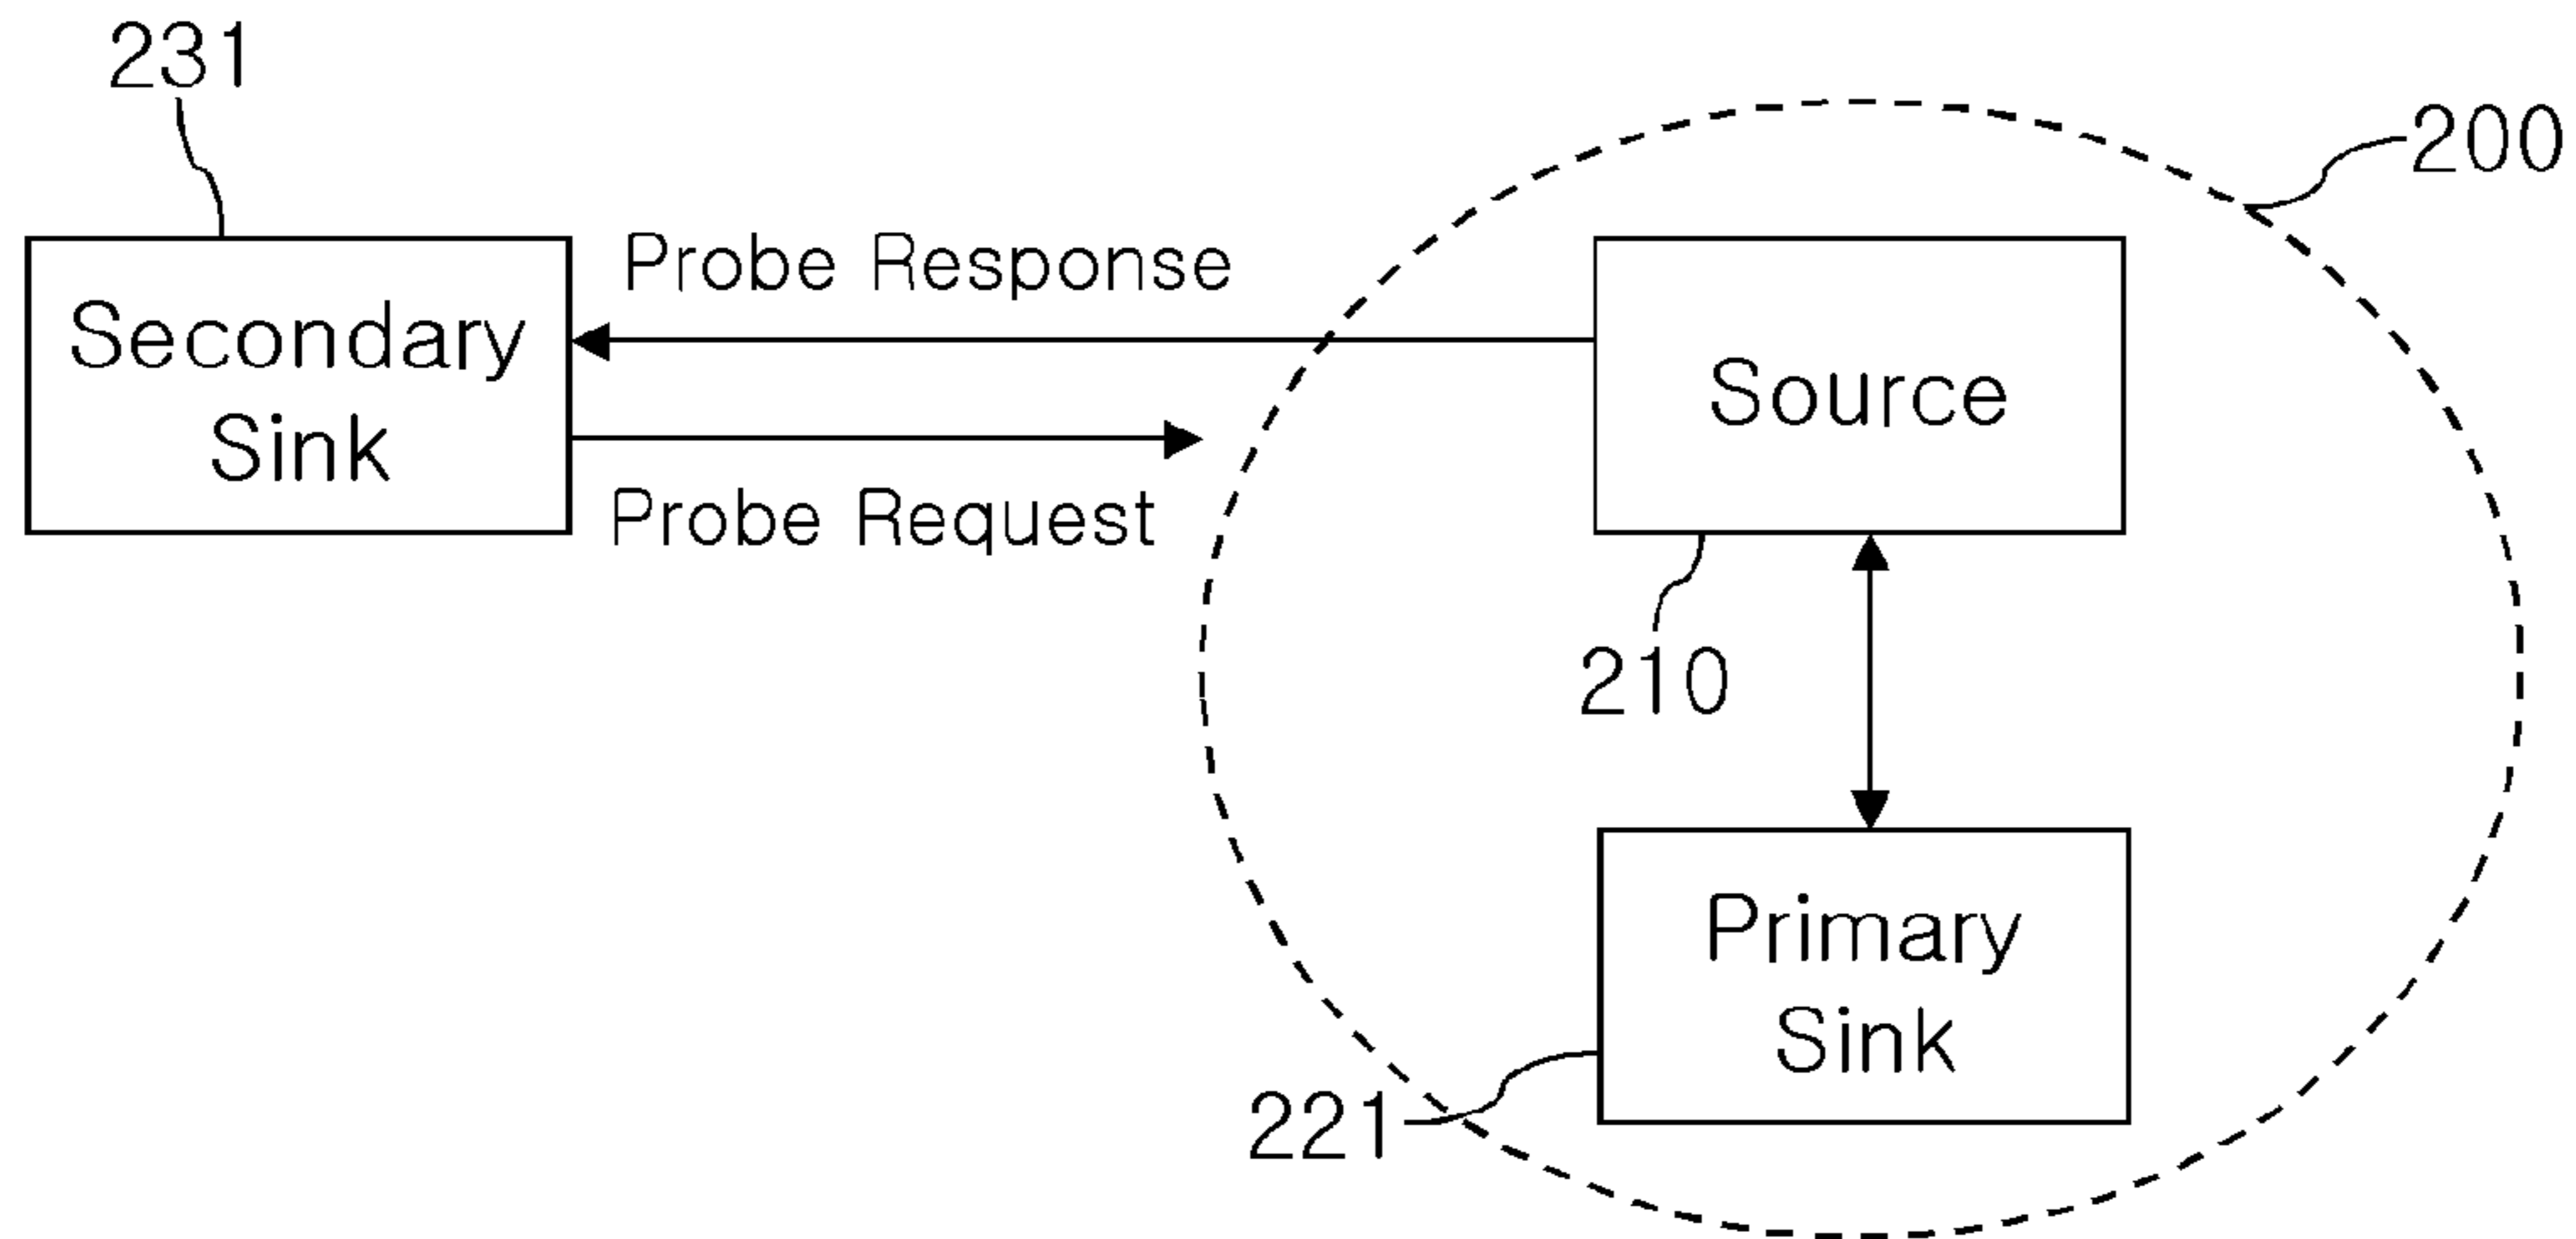 231
200
Probe Response
Secondary
Sink
Source
Probe Request
210
Primary
Sink
221